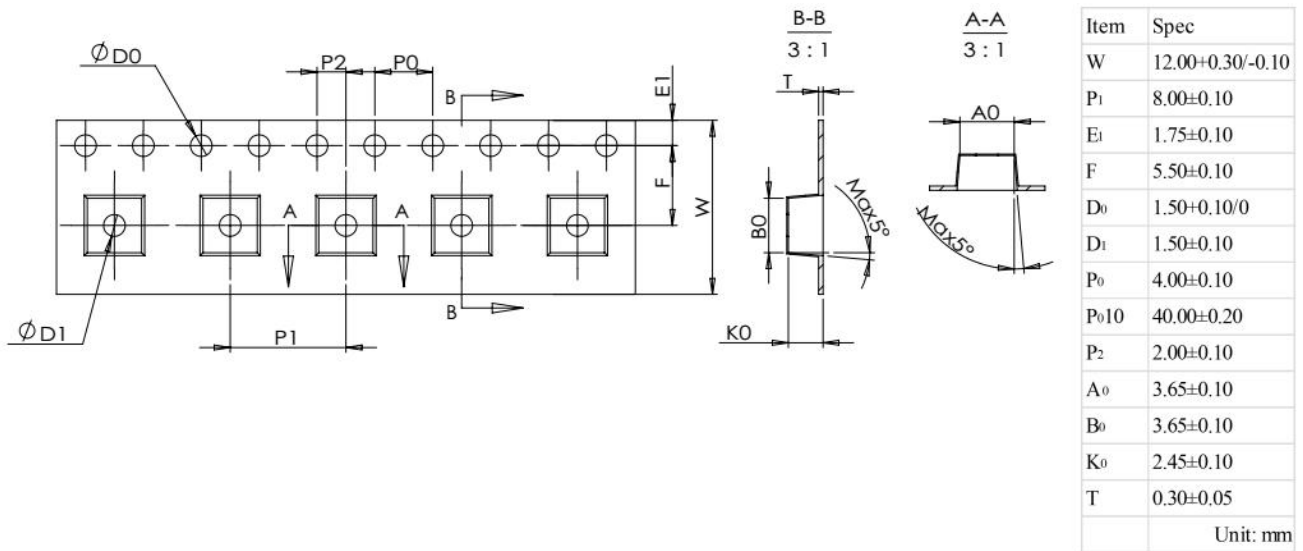 B-B
3 : 1
A-A
3 : 1
ØD0
P2
P0
B
E1
T
A0
F
W
A
A
B0
Max5°
Max5°
B
ØD1
P1
K0
Item Spec
W 12.00+0.30/-0.10
P1 8.00±0.10
E1 1.75±0.10
F 5.50±0.10
D0 1.50+0.10/0
D1 1.50±0.10
P0 4.00±0.10
P010 40.00±0.20
P2 2.00±0.10
A0 3.65±0.10
B0 3.65±0.10
K0 2.45±0.10
T 0.30±0.05
Unit: mm